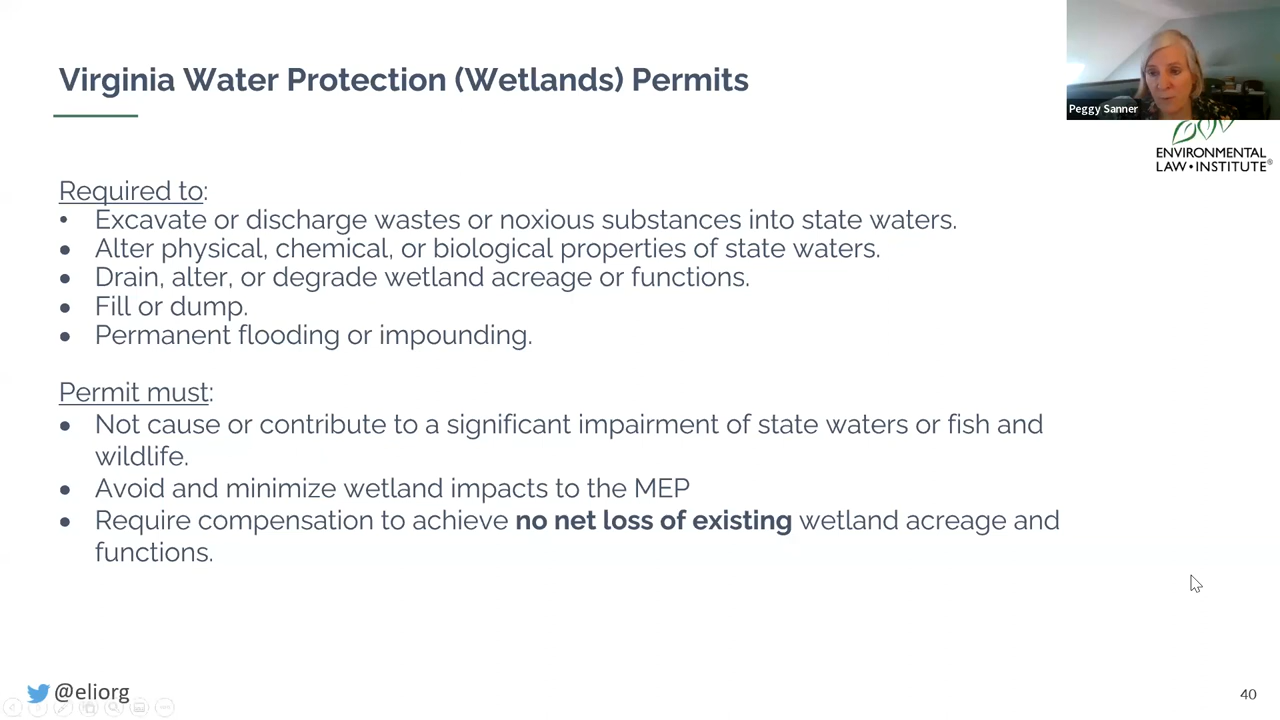 Virginia Water Protection (Wetlands) Permits
Peggy Sanner
ENVIRONMENTAL
LAW•INSTITUTE®
Required to:
• Excavate or discharge wastes or noxious substances into state waters.
• Alter physical, chemical, or biological properties of state waters.
• Drain, alter, or degrade wetland acreage or functions.
• Fill or dump.
• Permanent flooding or impounding.
Permit must:
• Not cause or contribute to a significant impairment of state waters or fish and
wildlife.
• Avoid and minimize wetland impacts to the MEP
• Require compensation to achieve no net loss of existing wetland acreage and
functions.
@eliorg
40